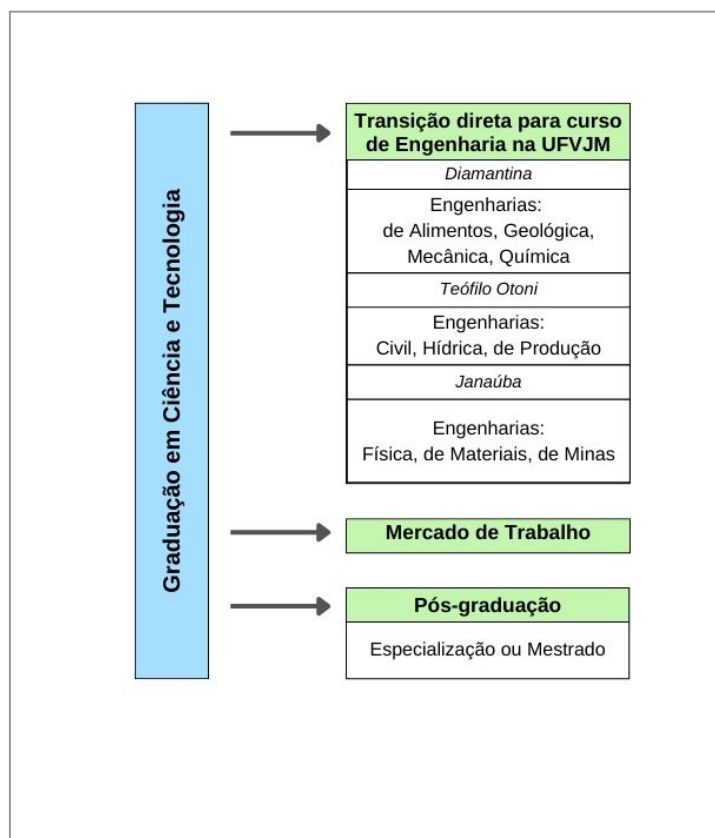 Graduação em Ciência e Tecnologia
Transição direta para curso
de Engenharia na UFVJM
Diamantina
Engenharias:
de Alimentos, Geológica,
Mecânica, Química
Teófilo Otoni
Engenharias:
Civil, Hídrica, de Produção
Janaúba
Engenharias:
Física, de Materiais, de Minas
Mercado de Trabalho
Pós-graduação
Especialização ou Mestrado